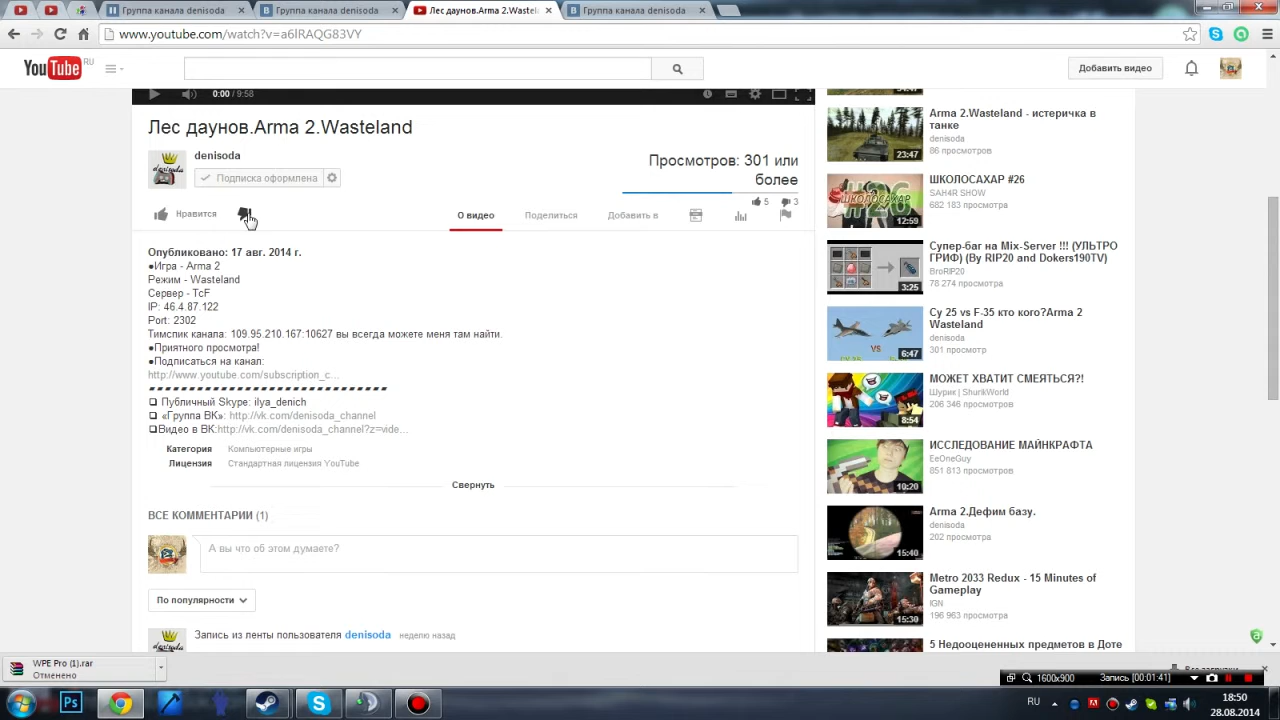 Группа канала denisoda
Группа канала denisoda
Лес даунов.Arma 2.Wastel
Группа канала denisoda
www.youtube.com/watch?v=a6lRAQG83VY
YouTube RU
Добавить видео
0:00 / 9:58
Лес даунов.Arma 2.Wasteland
denisoda
Подписка оформлена
Просмотров: 301 или
более
5 3
Нравится
О видео Поделиться Добавить в
Опубликовано: 17 авг. 2014 г.
●Игра - Arma 2
Режим - Wasteland
Сервер - TcF
IP: 46.4.87.122
Port: 2302
Тимспик канала: 109.95.210.167:10627 вы всегда можете меня там найти.
●Приятного просмотра!
●Подписаться на канал:
http://www.youtube.com/subscription_c...
❏ Публичный Skype: ilya_denich
❏ «Группа ВК»: http://vk.com/denisoda_channel
❏Видео в ВК http://vk.com/denisoda_channel?z=vide...
Категория Компьютерные игры
Лицензия Стандартная лицензия YouTube
Свернуть
ВСЕ КОММЕНТАРИИ (1)
А вы что об этом думаете?
По популярности
Запись из ленты пользователя denisoda неделю назад
Arma 2.Wasteland - истеричка в
танке
denisoda
86 просмотров
23:47
ШКОЛОСАХАР #26
SAH4R SHOW
682 183 просмотра
ШКОЛОСАХАР
#26
12:59
Супер-баг на Mix-Server !!! (УЛЬТРО
ГРИФ) (By RIP20 and Dokers190TV)
BroRIP20
78 274 просмотра
3:25
Су 25 vs F-35 кто кого?Arma 2
Wasteland
denisoda
301 просмотр
VS
6:47
МОЖЕТ ХВАТИТ СМЕЯТЬСЯ?!
Шурик | ShurikWorld
206 346 просмотров
8:54
ИССЛЕДОВАНИЕ МАЙНКРАФТА
EeOneGuy
851 813 просмотров
10:20
Arma 2.Дефим базу.
denisoda
202 просмотра
15:40
Metro 2033 Redux - 15 Minutes of
Gameplay
IGN
196 963 просмотра
15:30
5 Недооцененных предметов в Доте
WPE Pro (1).rar
Отменено
1600x900 Запись [00:01:41]
RU
18:50
28.08.2014